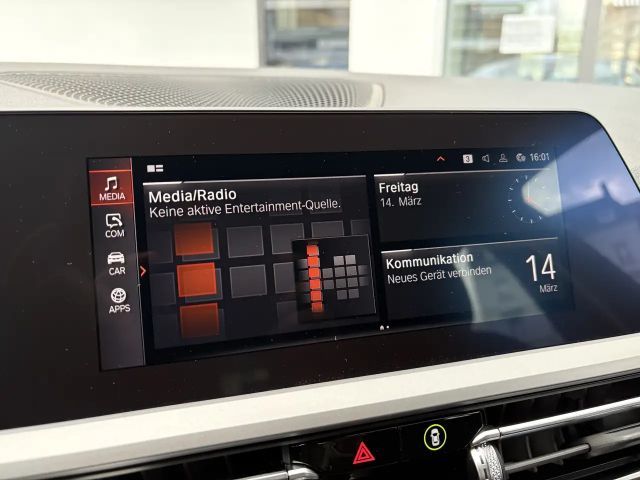 3 16:01
MEDIA
COM
CAR
APPS
Media/Radio
Keine aktive Entertainment-Quelle.
Freitag
14. März
Kommunikation
Neues Gerät verbinden
14
März